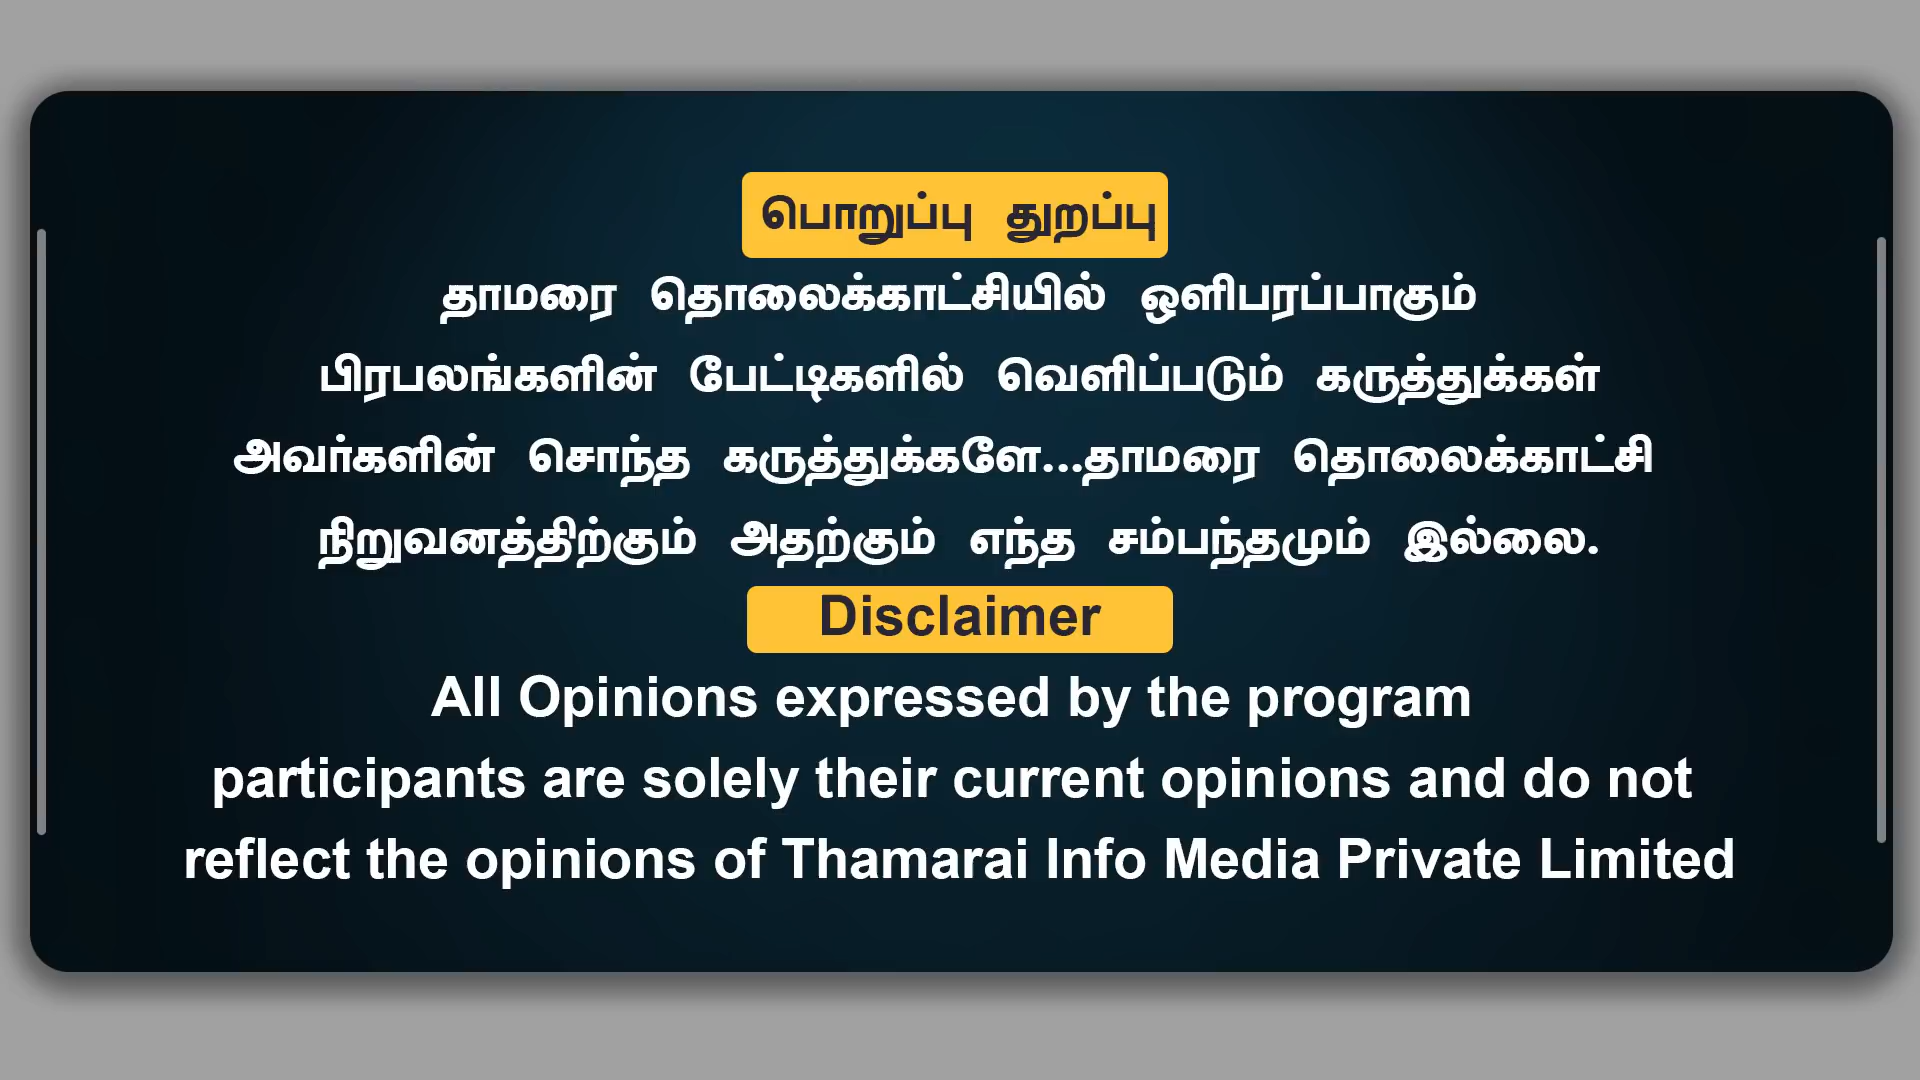 பொறுப்பு துறப்பு
தாமரை தொலைக்காட்சியில் ஒளிபரப்பாகும்
பிரபலங்களின் பேட்டிகளில் வெளிப்படும் கருத்துக்கள்
அவர்களின் சொந்த கருத்துக்களே...தாமரை தொலைக்காட்சி
நிறுவனத்திற்கும் அதற்கும் எந்த சம்பந்தமும் இல்லை.
Disclaimer
All Opinions expressed by the program
participants are solely their current opinions and do not
reflect the opinions of Thamarai Info Media Private Limited